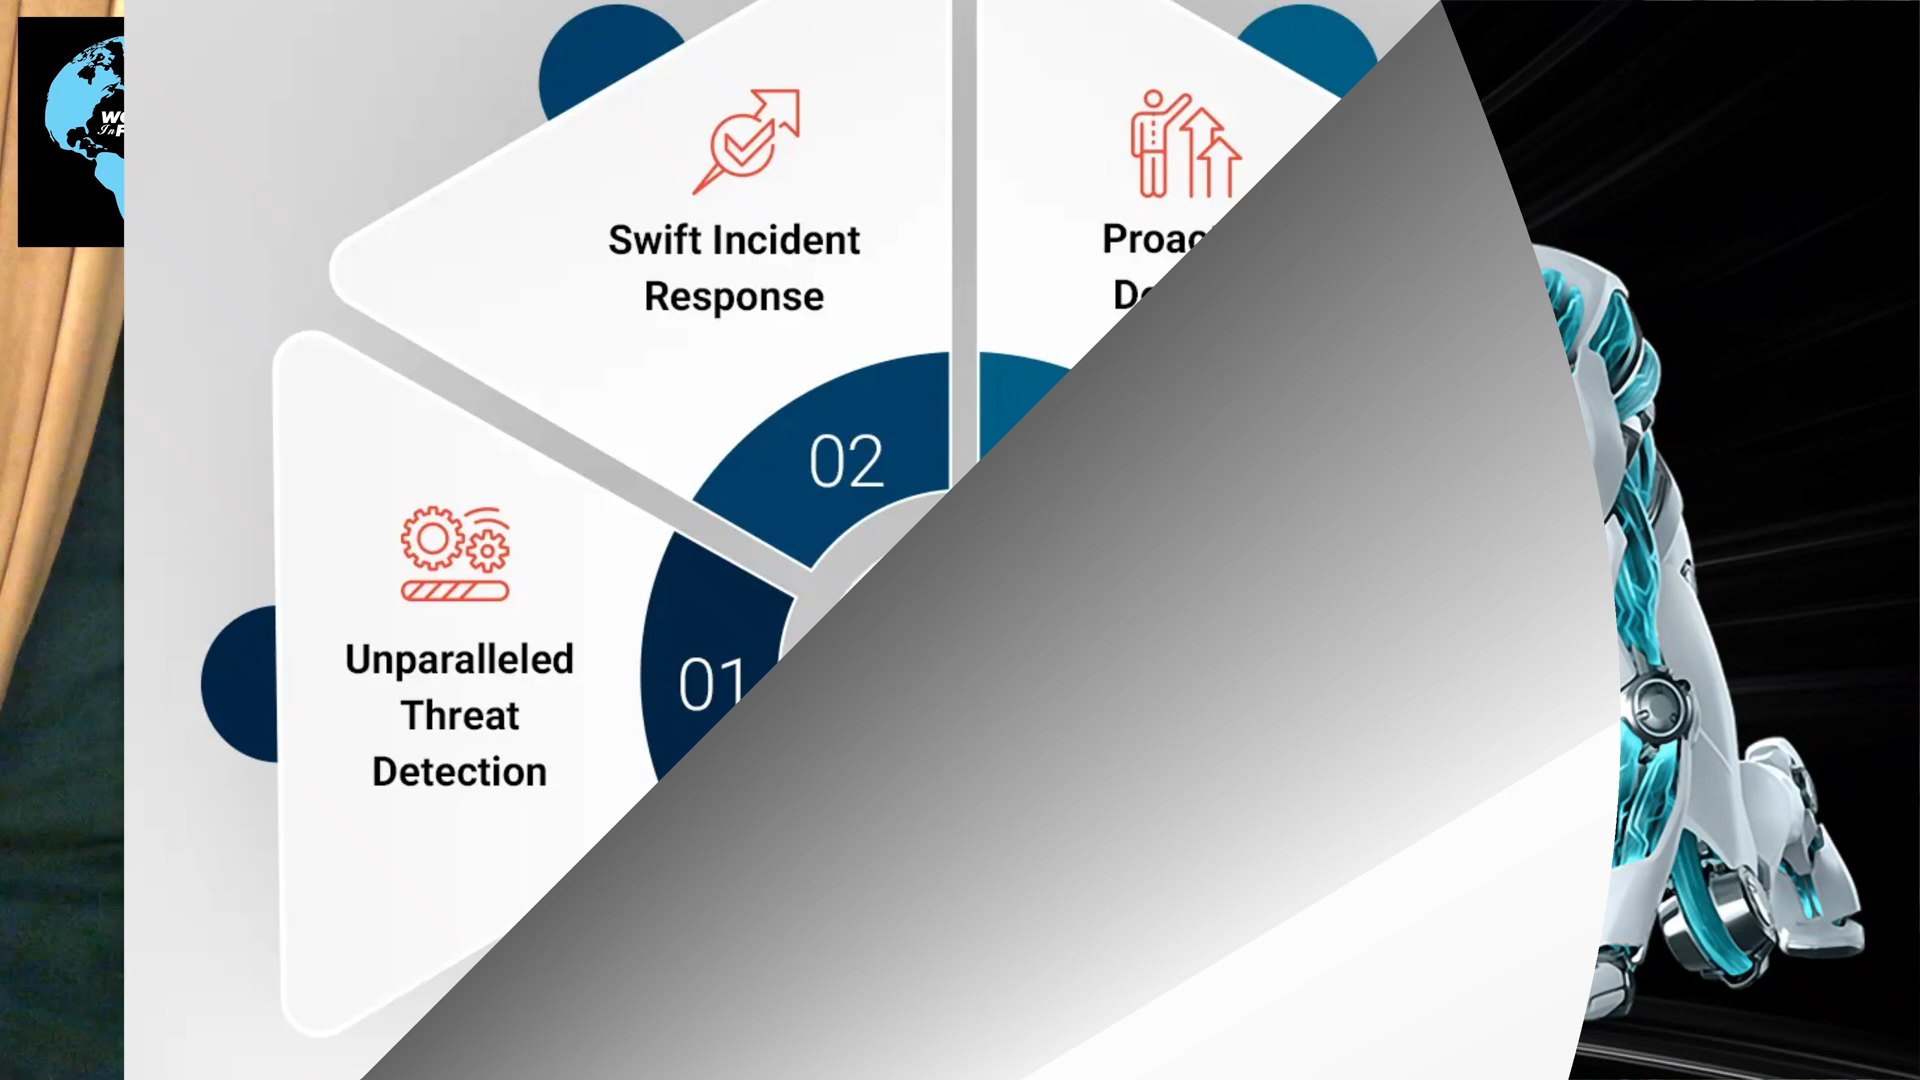 Swift Incident
Response
02
Unparalleled
Threat
Detection
01